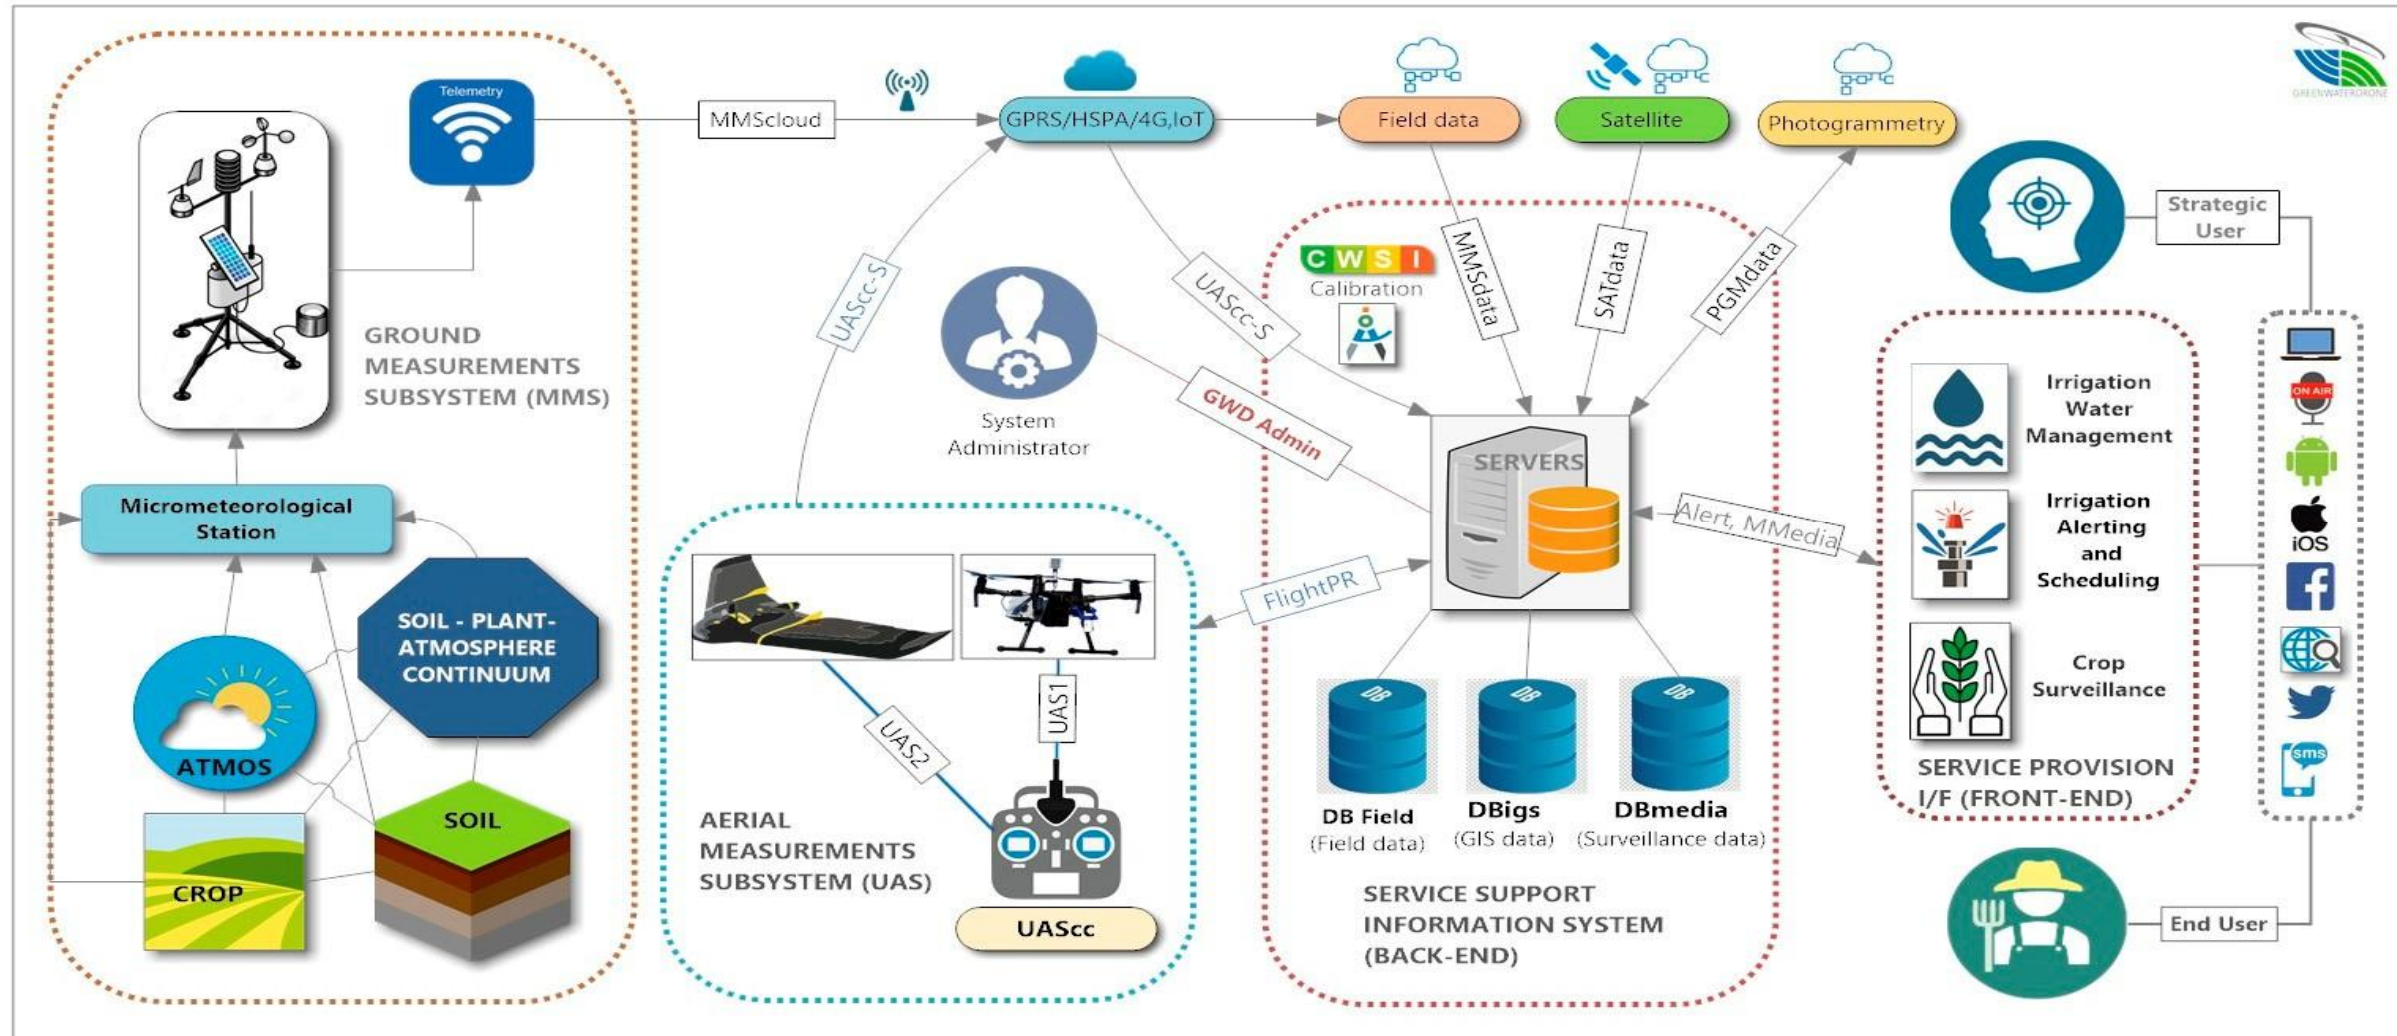 Telemetry
MMScloud
GPRS/HSPA/4G,IoT
Field data
Satellite
Photogrammetry
GREENWATERDRONE
GROUND
MEASUREMENTS
SUBSYSTEM (MMS)
Micrometeorological
Station
SOIL - PLANT-
ATMOSPHERE
CONTINUUM
ATMOS
CROP
SOIL
UAScc-S
System
Administrator
GWD Admin
UAScc-S
CWSI
Calibration
MMSdata
SATdata
PGMdata
SERVERS
FlightPR
Alert, MMedia
UAS2
UAS1
AERIAL
MEASUREMENTS
SUBSYSTEM (UAS)
UAScc
DB
DB
DB
DB Field
(Field data)
DBigs
(GIS data)
DBmedia
(Surveillance data)
SERVICE SUPPORT
INFORMATION SYSTEM
(BACK-END)
Strategic
User
Irrigation
Water
Management
Irrigation
Alerting
and
Scheduling
Crop
Surveillance
SERVICE PROVISION
I/F (FRONT-END)
ON AIR
iOS
sms
End User